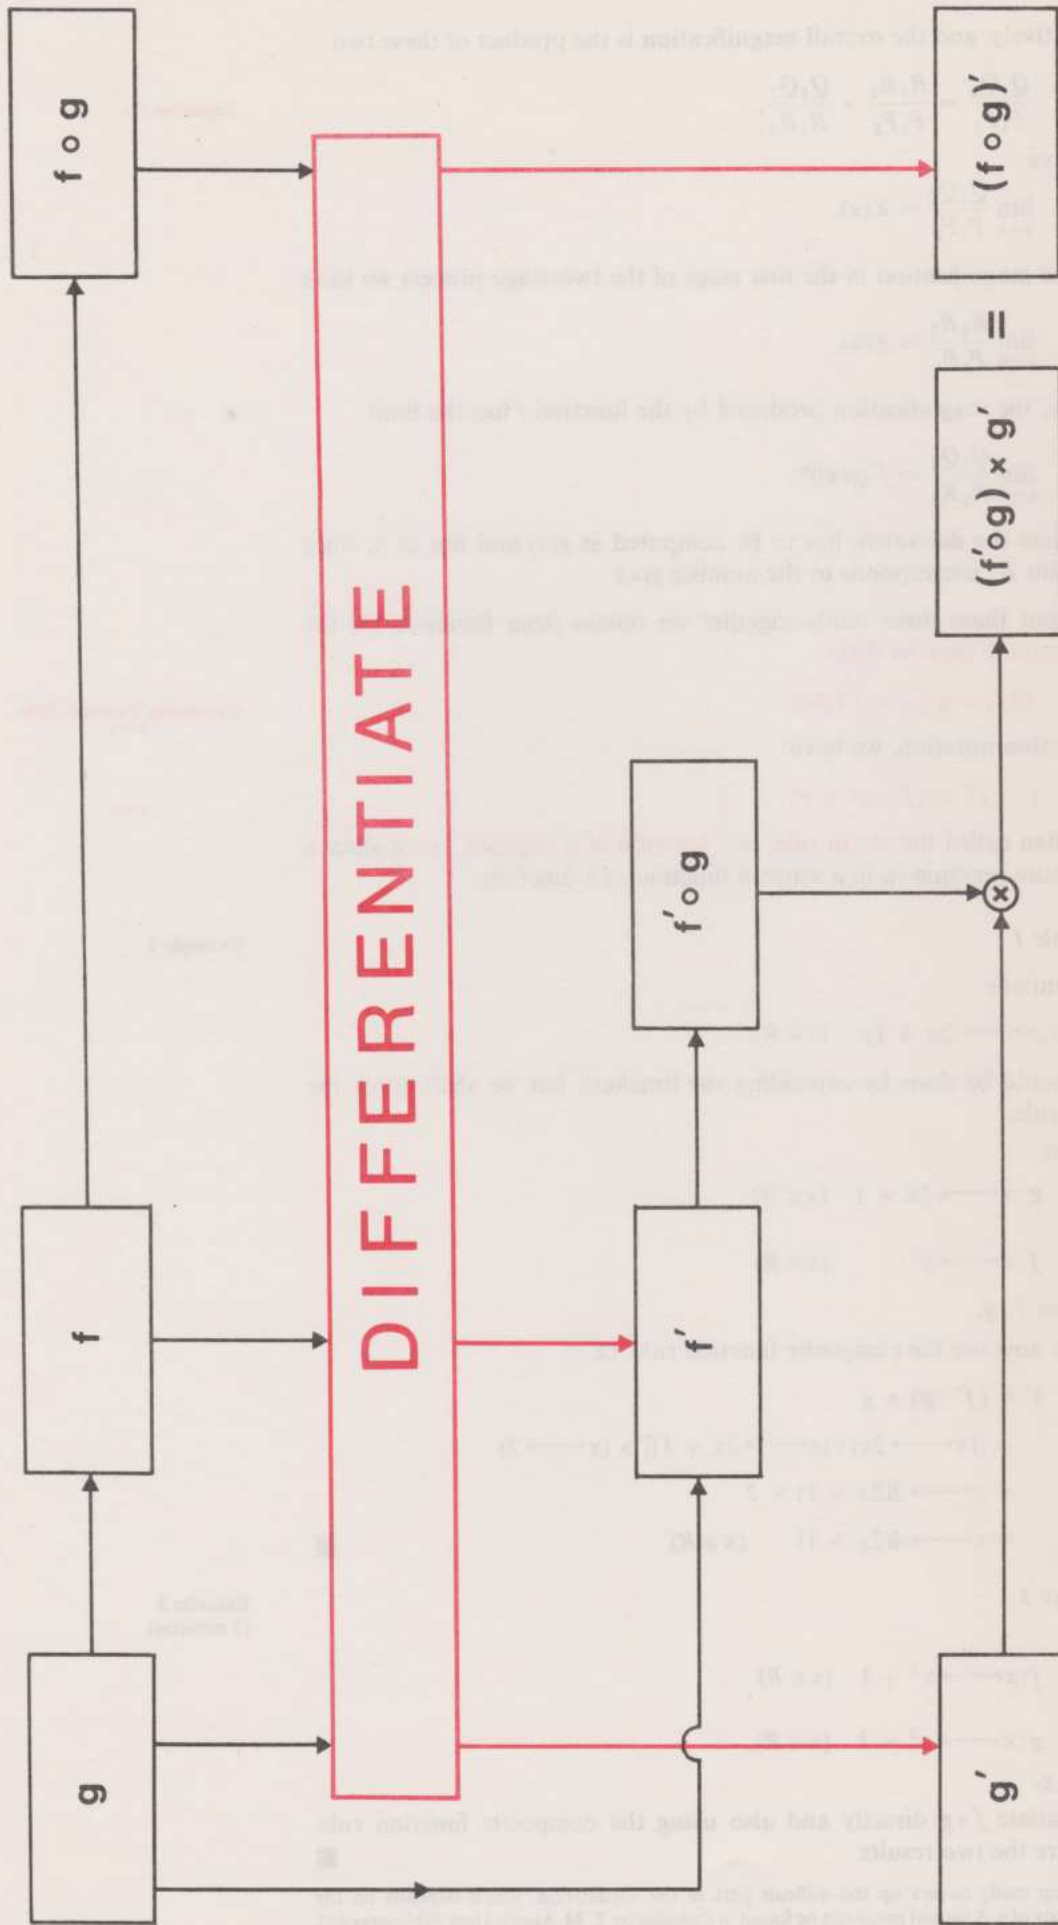 g
f
f ∘ g
DIFFERENTIATE
f′
f′ ∘ g
g′
⊗
(f′∘g) × g′ = (f ∘ g)′